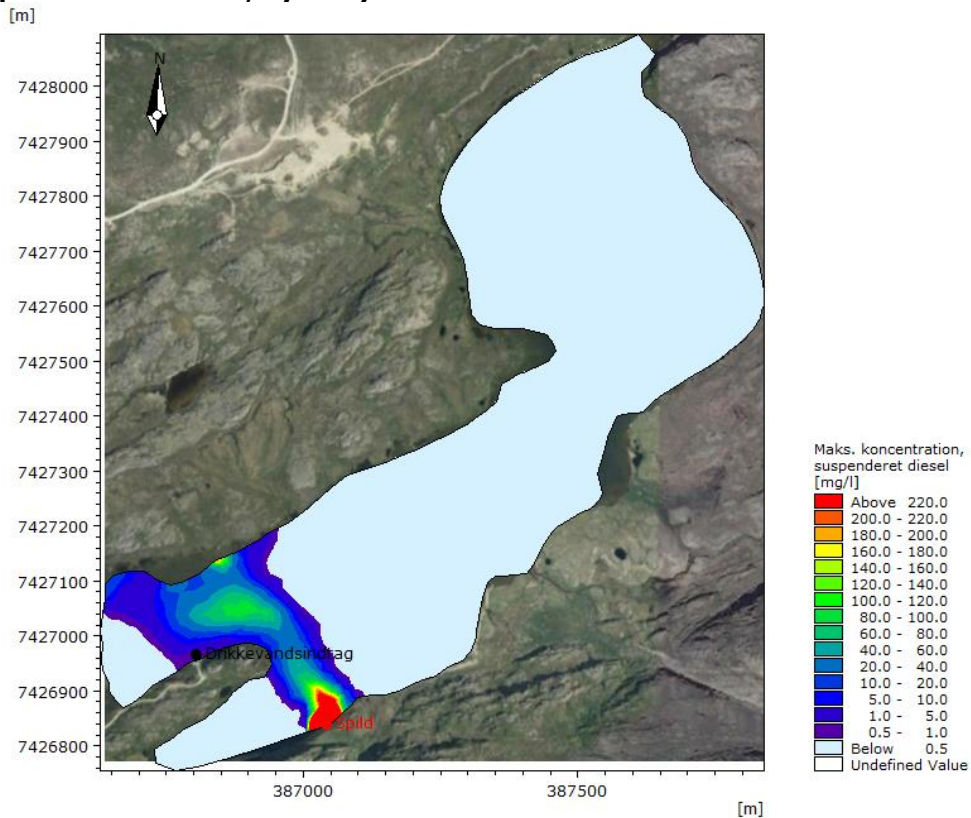 [m]
N
7428000
7427900
7427800
7427700
7427600
7427500
7427400
7427300
7427200
7427100
7427000
7426900
7426800
Drikkevandsindtag
Spild
387000
387500
[m]
Maks. koncentration,
suspenderet diesel
[mg/l]
Above 220.0
200.0 - 220.0
180.0 - 200.0
160.0 - 180.0
140.0 - 160.0
120.0 - 140.0
100.0 - 120.0
80.0 - 100.0
60.0 - 80.0
40.0 - 60.0
20.0 - 40.0
10.0 - 20.0
5.0 - 10.0
1.0 - 5.0
0.5 - 1.0
Below 0.5
Undefined Value